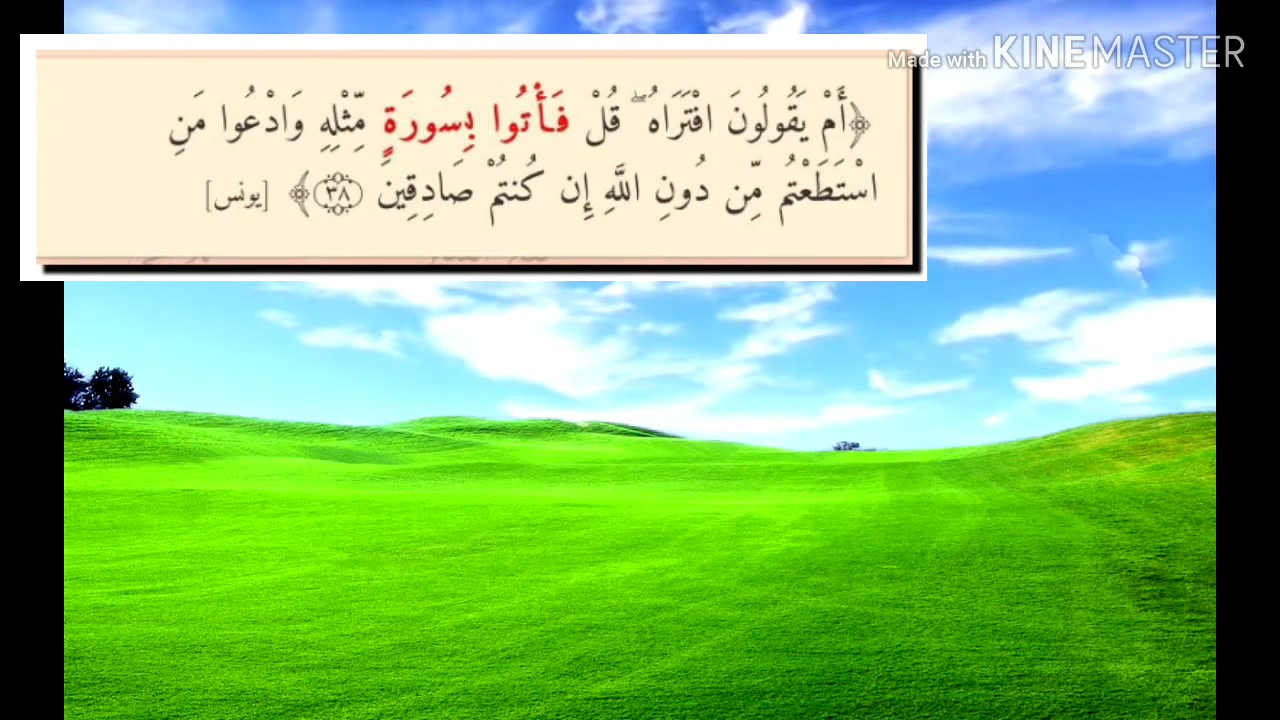 Made with KINEMASTER
﴿أَمْ يَقُولُونَ افْتَرَاهُ ۖ قُلْ فَأْتُوا بِسُورَةٍ مِّثْلِهِ وَادْعُوا مَنِ
اسْتَطَعْتُم مِّن دُونِ اللَّهِ إِن كُنتُمْ صَادِقِينَ ﴿٣٨﴾﴾ [يونس]